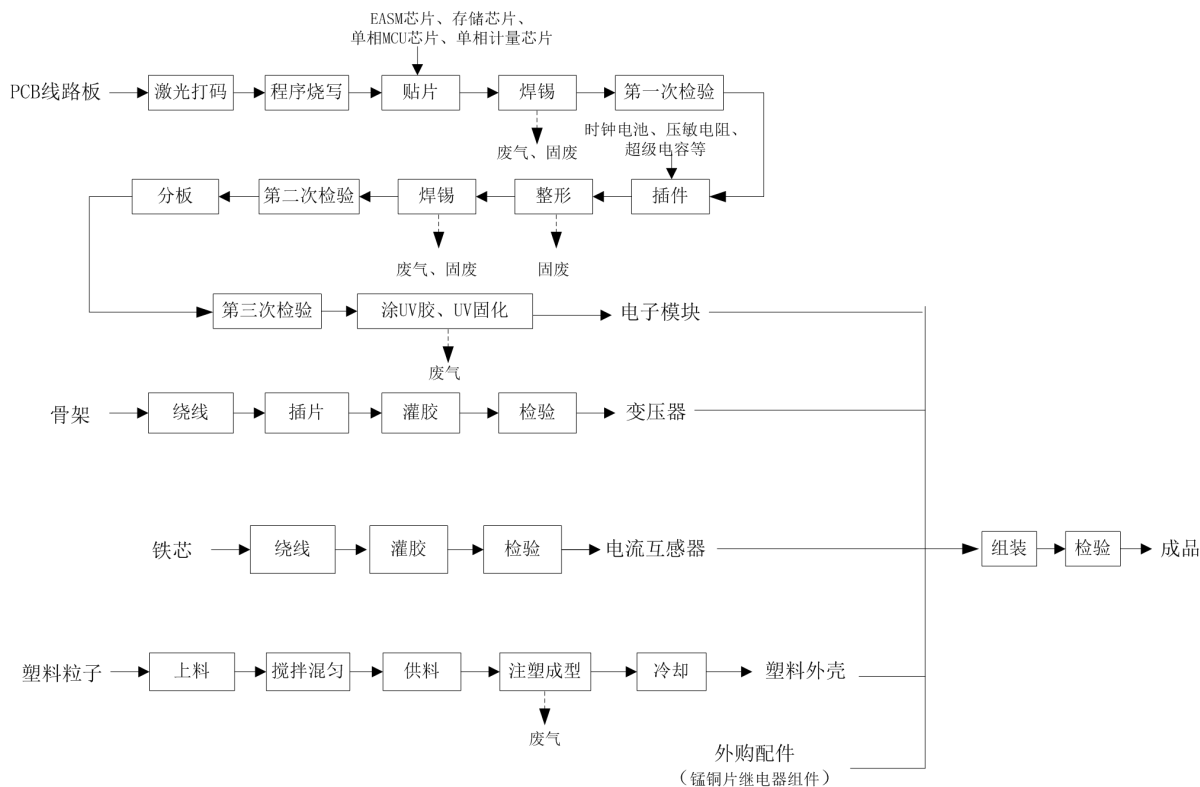 EASM芯片、存储芯片、
单相MCU芯片、单相计量芯片
PCB线路板
激光打码
程序烧写
贴片
焊锡
第一次检验
废气、固废
时钟电池、压敏电阻、
超级电容等
分板
第二次检验
焊锡
整形
插件
废气、固废
固废
第三次检验
涂UV胶、UV固化
电子模块
废气
骨架
绕线
插片
灌胶
检验
变压器
铁芯
绕线
灌胶
检验
电流互感器
组装
检验
成品
塑料粒子
上料
搅拌混匀
供料
注塑成型
冷却
塑料外壳
废气
外购配件
（锰铜片继电器组件）